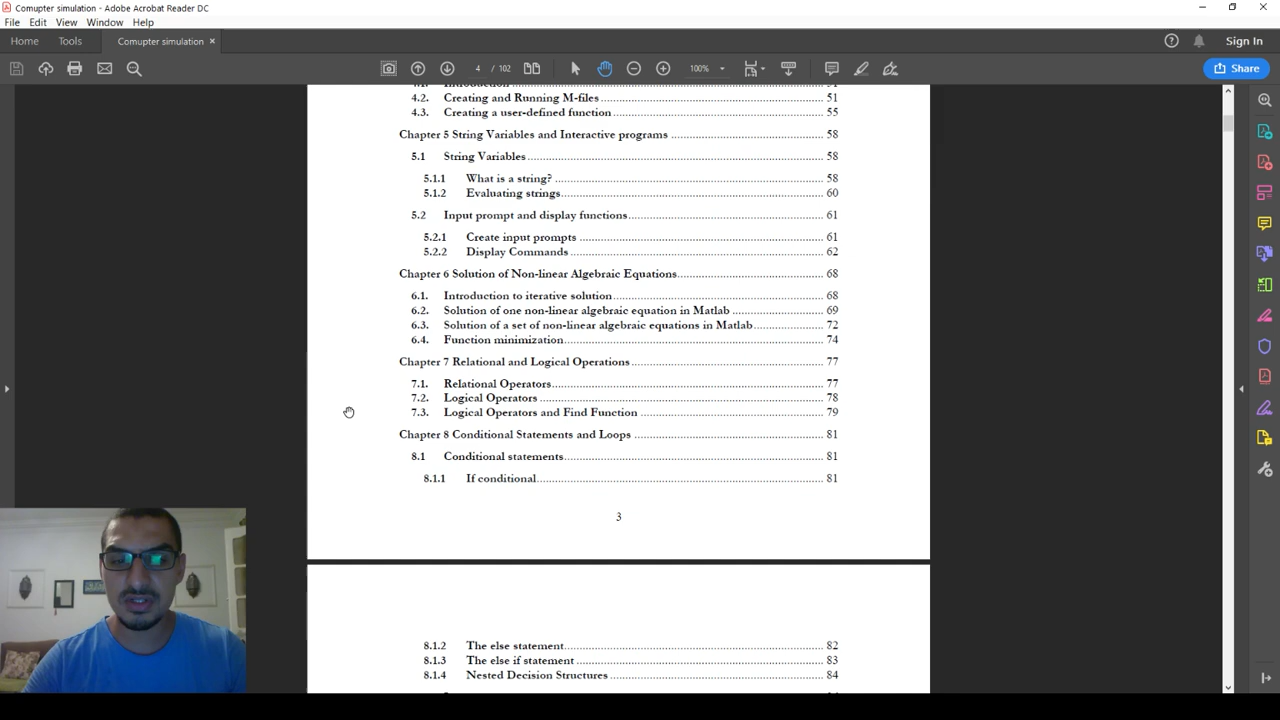 Comupter simulation - Adobe Acrobat Reader DC
File Edit View Window Help
Home Tools Comupter simulation × Sign In
4 / 102 100% Share
4.1. Introduction 51
4.2. Creating and Running M-files 51
4.3. Creating a user-defined function 55
Chapter 5 String Variables and Interactive programs 58
5.1 String Variables 58
5.1.1 What is a string? 58
5.1.2 Evaluating strings 60
5.2 Input prompt and display functions 61
5.2.1 Create input prompts 61
5.2.2 Display Commands 62
Chapter 6 Solution of Non-linear Algebraic Equations 68
6.1. Introduction to iterative solution 68
6.2. Solution of one non-linear algebraic equation in Matlab 69
6.3. Solution of a set of non-linear algebraic equations in Matlab 72
6.4. Function minimization 74
Chapter 7 Relational and Logical Operations 77
7.1. Relational Operators 77
7.2. Logical Operators 78
7.3. Logical Operators and Find Function 79
Chapter 8 Conditional Statements and Loops 81
8.1 Conditional statements 81
8.1.1 If conditional 81
3
8.1.2 The else statement 82
8.1.3 The else if statement 83
8.1.4 Nested Decision Structures 84